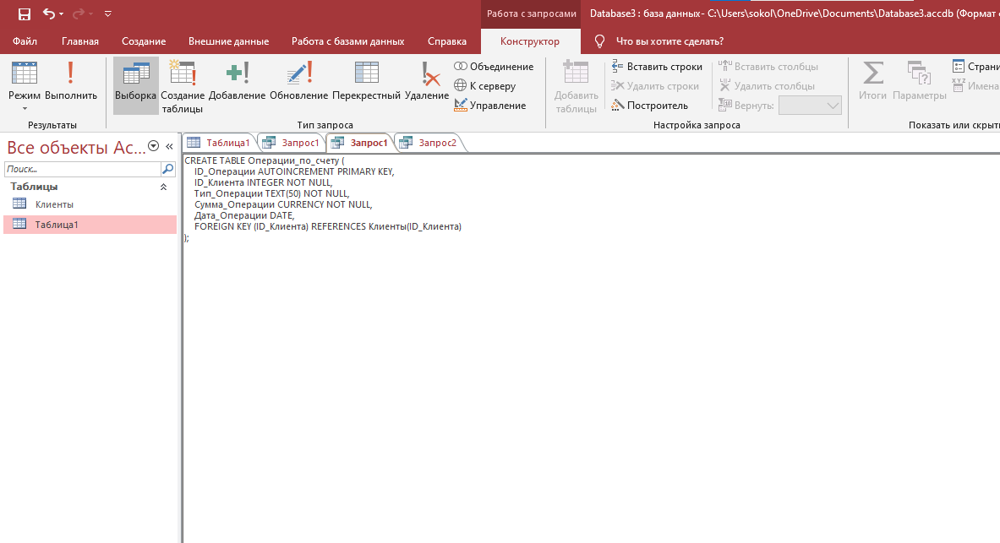 Работа с запросами
Database3 : база данных- C:\Users\sokol\OneDrive\Documents\Database3.accdb (Формат
Файл Главная Создание Внешние данные Работа с базами данных Справка Конструктор Что вы хотите сделать?
Режим Выполнить
Результаты
Выборка Создание таблицы Добавление Обновление Перекрестный Удаление
Объединение
К серверу
Управление
Тип запроса
Добавить таблицы
Вставить строки
Удалить строки
Построитель
Вставить столбцы
Удалить столбцы
Вернуть:
Настройка запроса
Итоги Параметры
Страни
Имена
Показать или скрыт
Все объекты Ac...
Поиск...
Таблицы
Клиенты
Таблица1
Таблица1 Запрос1 Запрос1 Запрос2
CREATE TABLE Операции_по_счету (
ID_Операции AUTOINCREMENT PRIMARY KEY,
ID_Клиента INTEGER NOT NULL,
Тип_Операции TEXT(50) NOT NULL,
Сумма_Операции CURRENCY NOT NULL,
Дата_Операции DATE,
FOREIGN KEY (ID_Клиента) REFERENCES Клиенты(ID_Клиента)
);